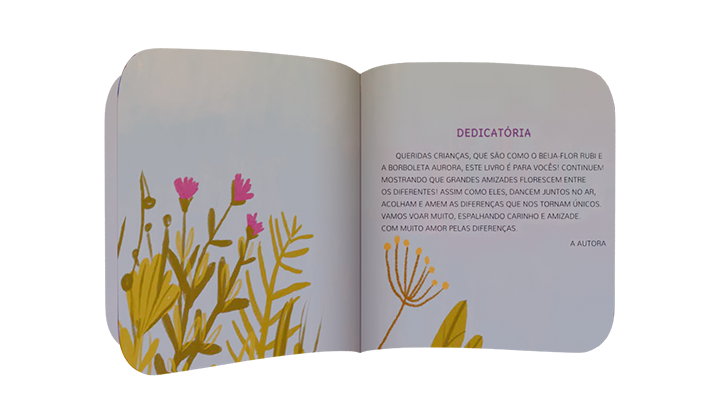 DEDICATÓRIA
QUERIDAS CRIANÇAS, QUE SÃO COMO O BEIJA-FLOR RUBI E
A BORBOLETA AURORA, ESTE LIVRO É PARA VOCÊS! CONTINUEM
MOSTRANDO QUE GRANDES AMIZADES FLORESCEM ENTRE
OS DIFERENTES! ASSIM COMO ELES, DANCEM JUNTOS NO AR,
ACOLHAM E AMEM AS DIFERENÇAS QUE NOS TORNAM ÚNICOS.
VAMOS VOAR MUITO, ESPALHANDO CARINHO E AMIZADE.
COM MUITO AMOR PELAS DIFERENÇAS.
A AUTORA